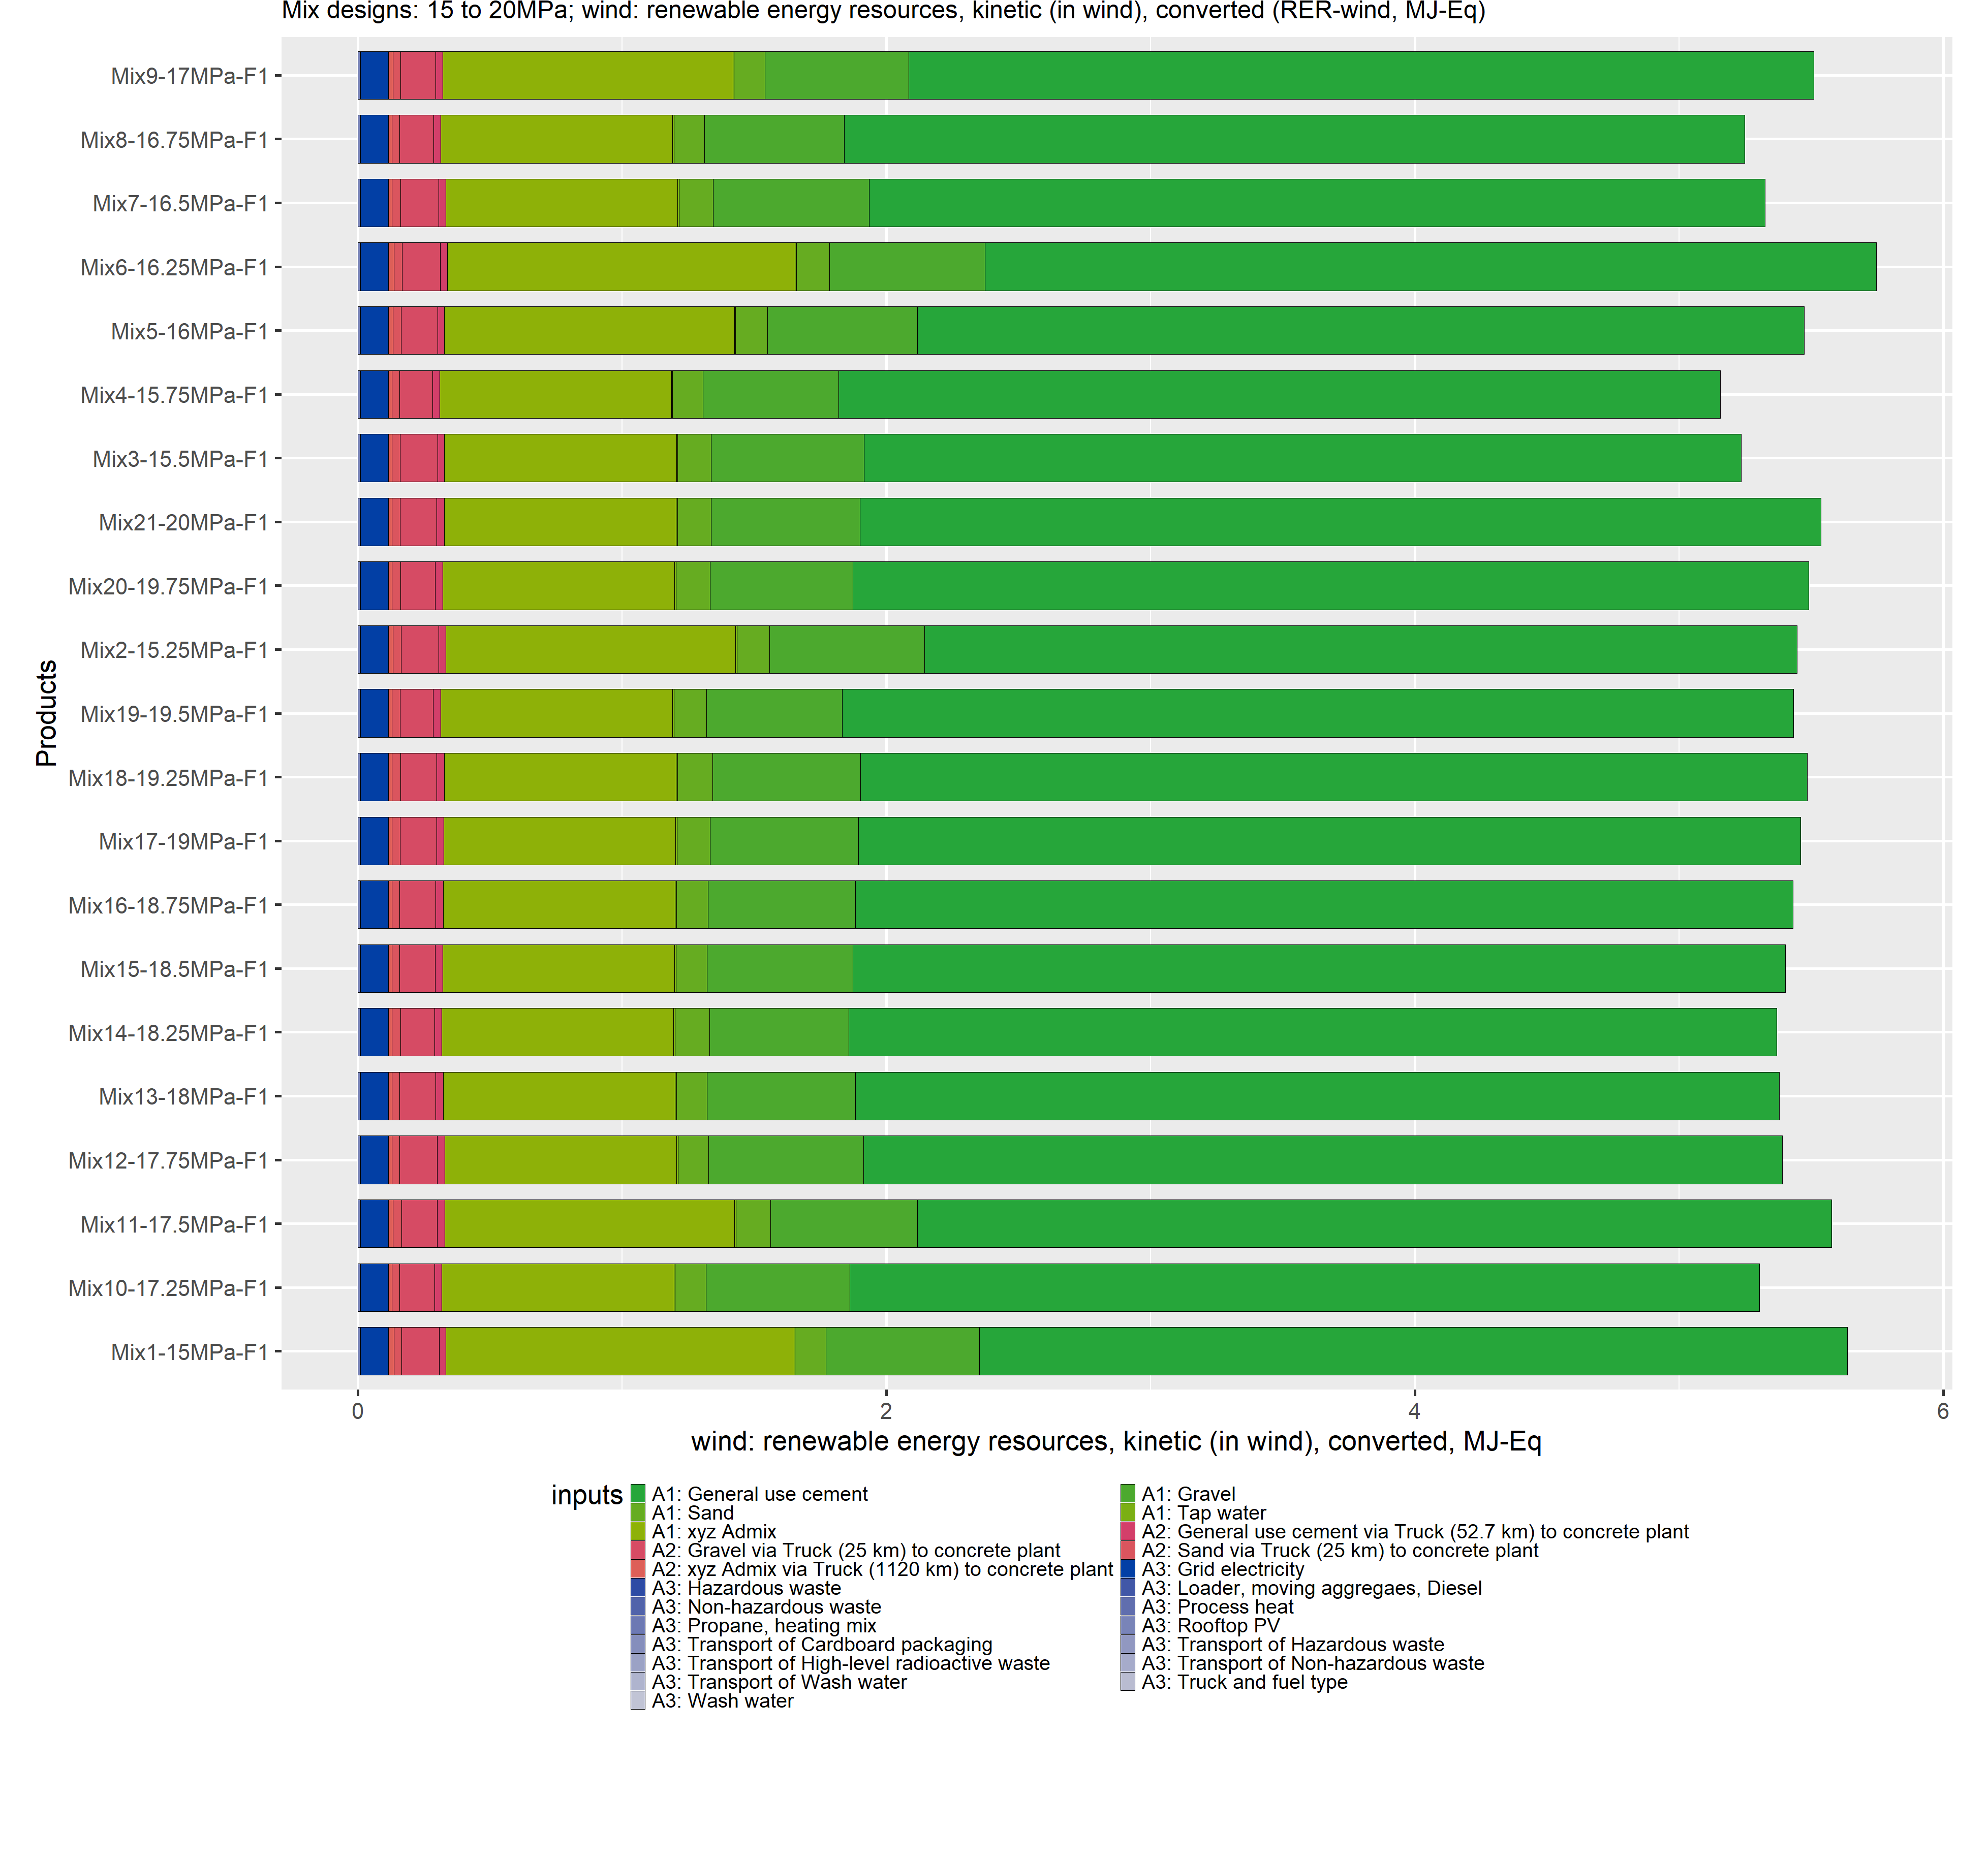 Mix designs: 15 to 20MPa; wind: renewable energy resources, kinetic (in wind), converted (RER-wind, MJ-Eq)
Mix9-17MPa-F1
Mix8-16.75MPa-F1
Mix7-16.5MPa-F1
Mix6-16.25MPa-F1
Mix5-16MPa-F1
Mix4-15.75MPa-F1
Mix3-15.5MPa-F1
Mix21-20MPa-F1
Mix20-19.75MPa-F1
Mix2-15.25MPa-F1
Mix19-19.5MPa-F1
Mix18-19.25MPa-F1
Mix17-19MPa-F1
Mix16-18.75MPa-F1
Mix15-18.5MPa-F1
Mix14-18.25MPa-F1
Mix13-18MPa-F1
Mix12-17.75MPa-F1
Mix11-17.5MPa-F1
Mix10-17.25MPa-F1
Mix1-15MPa-F1
Products
0 2 4 6
wind: renewable energy resources, kinetic (in wind), converted, MJ-Eq
inputs
A1: General use cement A1: Gravel
A1: Sand A1: Tap water
A1: xyz Admix A2: General use cement via Truck (52.7 km) to concrete plant
A2: Gravel via Truck (25 km) to concrete plant A2: Sand via Truck (25 km) to concrete plant
A2: xyz Admix via Truck (1120 km) to concrete plant A3: Grid electricity
A3: Hazardous waste A3: Loader, moving aggregaes, Diesel
A3: Non-hazardous waste A3: Process heat
A3: Propane, heating mix A3: Rooftop PV
A3: Transport of Cardboard packaging A3: Transport of Hazardous waste
A3: Transport of High-level radioactive waste A3: Transport of Non-hazardous waste
A3: Transport of Wash water A3: Truck and fuel type
A3: Wash water